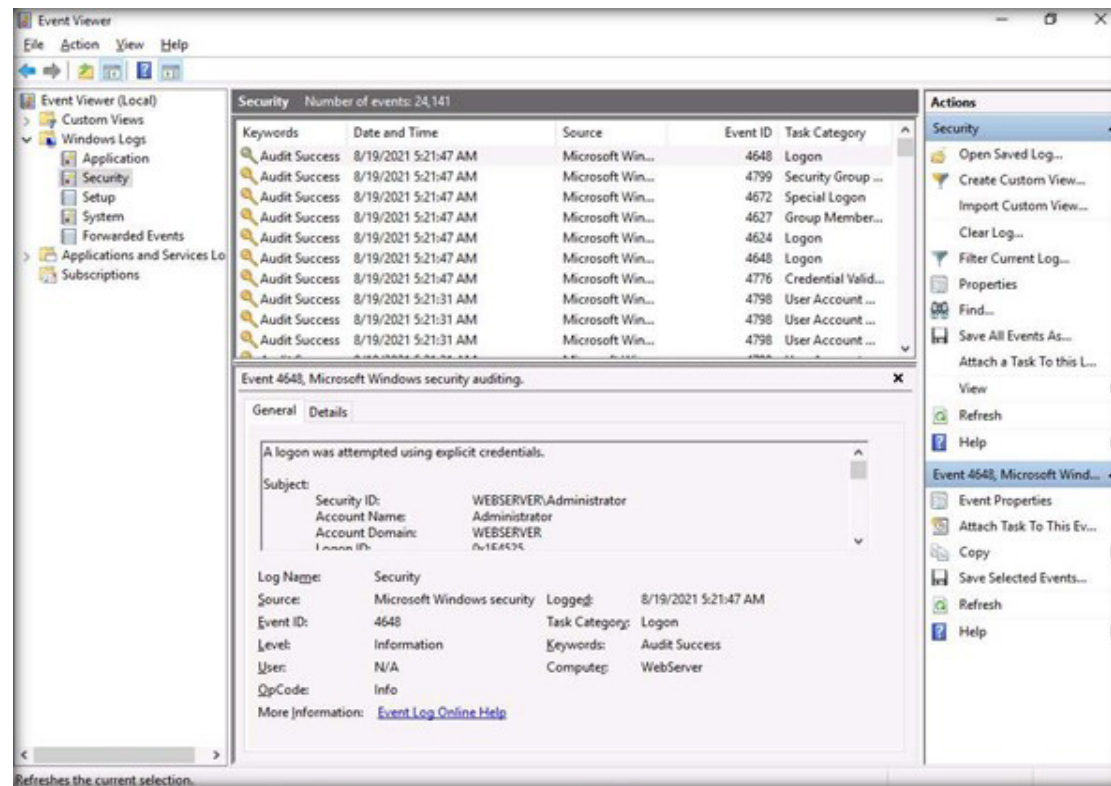 Event Viewer
File Action View Help
Event Viewer (Local)
Custom Views
Windows Logs
Application
Security
Setup
System
Forwarded Events
Applications and Services Lo
Subscriptions
Security Number of events: 24,141
Keywords Date and Time Source Event ID Task Category
Audit Success 8/19/2021 5:21:47 AM Microsoft Win... 4648 Logon
Audit Success 8/19/2021 5:21:47 AM Microsoft Win... 4799 Security Group ...
Audit Success 8/19/2021 5:21:47 AM Microsoft Win... 4672 Special Logon
Audit Success 8/19/2021 5:21:47 AM Microsoft Win... 4627 Group Member...
Audit Success 8/19/2021 5:21:47 AM Microsoft Win... 4624 Logon
Audit Success 8/19/2021 5:21:47 AM Microsoft Win... 4648 Logon
Audit Success 8/19/2021 5:21:47 AM Microsoft Win... 4776 Credential Valid...
Audit Success 8/19/2021 5:21:31 AM Microsoft Win... 4798 User Account ...
Audit Success 8/19/2021 5:21:31 AM Microsoft Win... 4798 User Account ...
Audit Success 8/19/2021 5:21:31 AM Microsoft Win... 4798 User Account ...
Event 4648, Microsoft Windows security auditing.
General Details
A logon was attempted using explicit credentials.
Subject:
Security ID: WEBSERVER\Administrator
Account Name: Administrator
Account Domain: WEBSERVER
Logon ID: 0x1E4525
Log Name: Security
Source: Microsoft Windows security Logged: 8/19/2021 5:21:47 AM
Event ID: 4648 Task Category: Logon
Level: Information Keywords: Audit Success
User: N/A Computer: WebServer
OpCode: Info
More Information: Event Log Online Help
Actions
Security
Open Saved Log...
Create Custom View...
Import Custom View...
Clear Log...
Filter Current Log...
Properties
Find...
Save All Events As...
Attach a Task To this L...
View
Refresh
Help
Event 4648, Microsoft Wind...
Event Properties
Attach Task To This Ev...
Copy
Save Selected Events...
Refresh
Help
Refreshes the current selection.